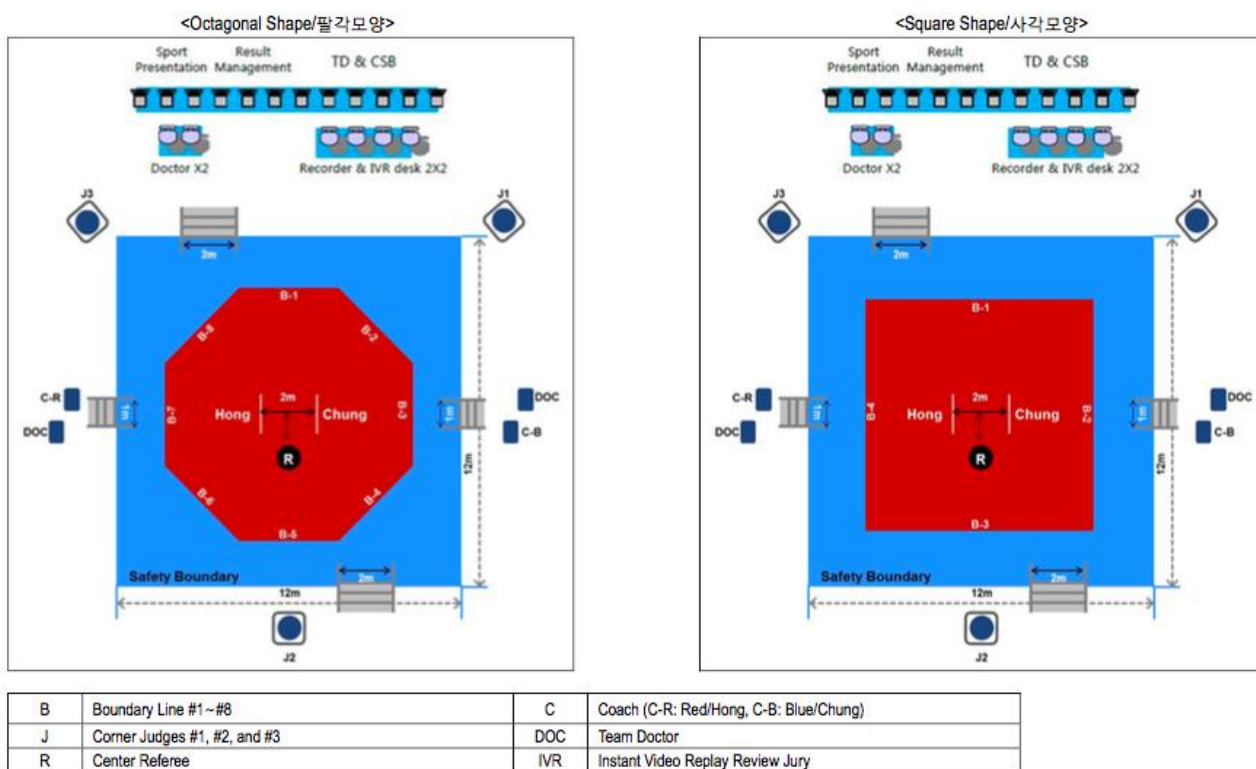 <Octagonal Shape/팔각모양>
Sport Presentation
Result Management
TD & CSB
Doctor X2
Recorder & IVR desk 2X2
J3
J1
2m
B-1
B-8
B-2
C-R
1m
B-7
Hong
2m
Chung
B-3
1m
DOC
DOC
C-B
R
12m
B-6
B-4
B-5
Safety Boundary
2m
12m
J2
<Square Shape/사각모양>
Sport Presentation
Result Management
TD & CSB
Doctor X2
Recorder & IVR desk 2X2
J3
J1
2m
B-1
C-R
1m
B-4
Hong
2m
Chung
B-2
1m
DOC
DOC
C-B
R
12m
B-3
Safety Boundary
2m
12m
J2
B Boundary Line #1~#8 C Coach (C-R: Red/Hong, C-B: Blue/Chung)
J Corner Judges #1, #2, and #3 DOC Team Doctor
R Center Referee IVR Instant Video Replay Review Jury